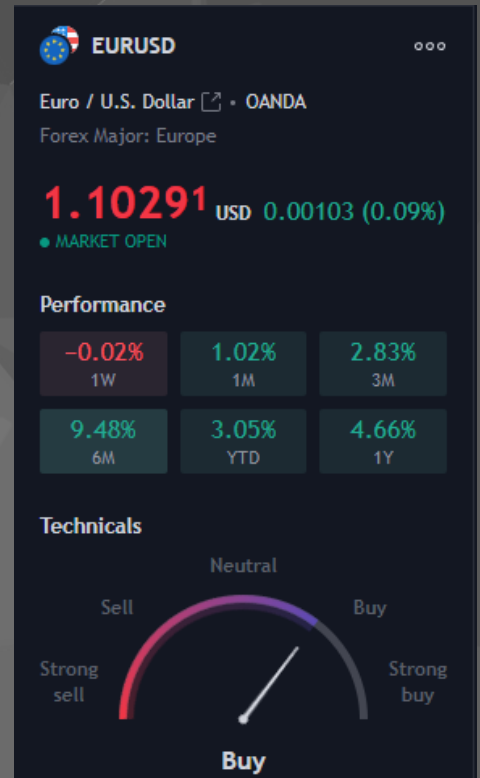 EURUSD
Euro / U.S. Dollar • OANDA
Forex Major: Europe
1.10291 USD 0.00103 (0.09%)
MARKET OPEN
Performance
−0.02% 1.02% 2.83%
1W 1M 3M
9.48% 3.05% 4.66%
6M YTD 1Y
Technicals
Neutral
Sell Buy
Strong sell Strong buy
Buy